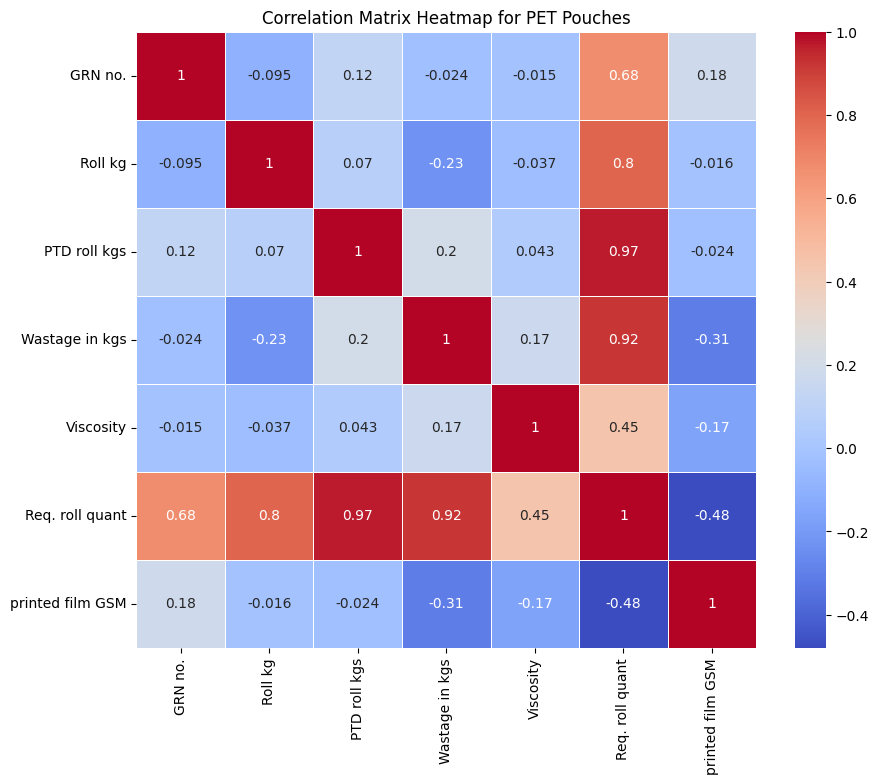 Correlation Matrix Heatmap for PET Pouches
GRN no. 1 -0.095 0.12 -0.024 -0.015 0.68 0.18
Roll kg -0.095 1 0.07 -0.23 -0.037 0.8 -0.016
PTD roll kgs 0.12 0.07 1 0.2 0.043 0.97 -0.024
Wastage in kgs -0.024 -0.23 0.2 1 0.17 0.92 -0.31
Viscosity -0.015 -0.037 0.043 0.17 1 0.45 -0.17
Req. roll quant 0.68 0.8 0.97 0.92 0.45 1 -0.48
printed film GSM 0.18 -0.016 -0.024 -0.31 -0.17 -0.48 1
GRN no.
Roll kg
PTD roll kgs
Wastage in kgs
Viscosity
Req. roll quant
printed film GSM
1.0
0.8
0.6
0.4
0.2
0.0
−0.2
−0.4